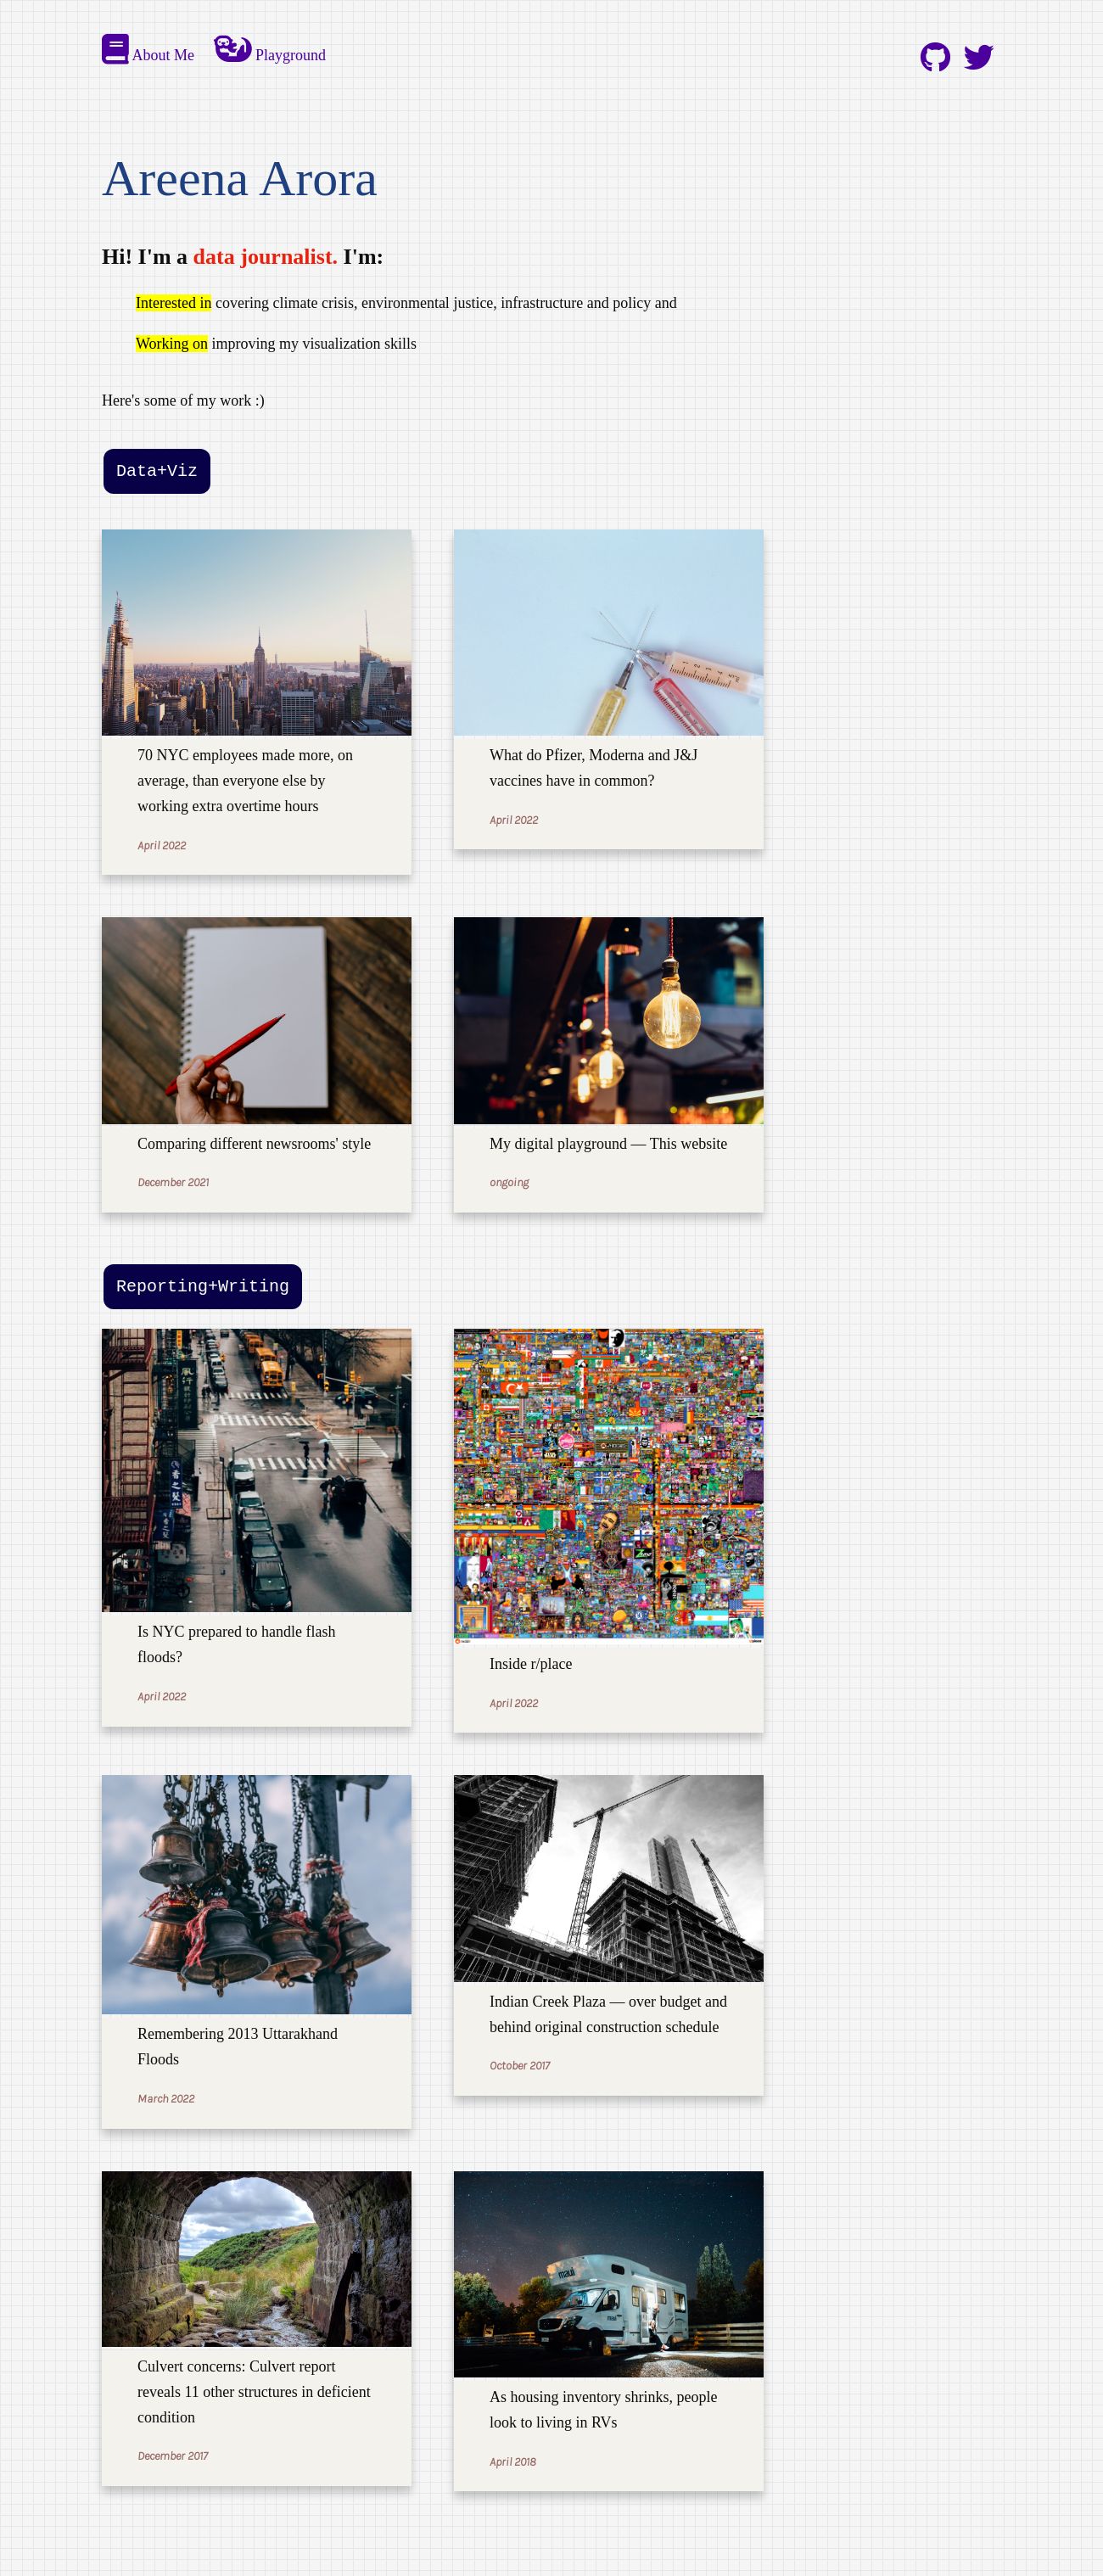 About Me
Playground
Areena Arora
Hi! I'm a data journalist. I'm:
Interested in covering climate crisis, environmental justice, infrastructure and policy and
Working on improving my visualization skills
Here's some of my work :)
Data+Viz
70 NYC employees made more, on
average, than everyone else by
working extra overtime hours
April 2022
What do Pfizer, Moderna and J&J
vaccines have in common?
April 2022
Comparing different newsrooms' style
December 2021
My digital playground — This website
ongoing
Reporting+Writing
Is NYC prepared to handle flash
floods?
April 2022
Inside r/place
April 2022
Remembering 2013 Uttarakhand
Floods
March 2022
Indian Creek Plaza — over budget and
behind original construction schedule
October 2017
Culvert concerns: Culvert report
reveals 11 other structures in deficient
condition
December 2017
maui
As housing inventory shrinks, people
look to living in RVs
April 2018